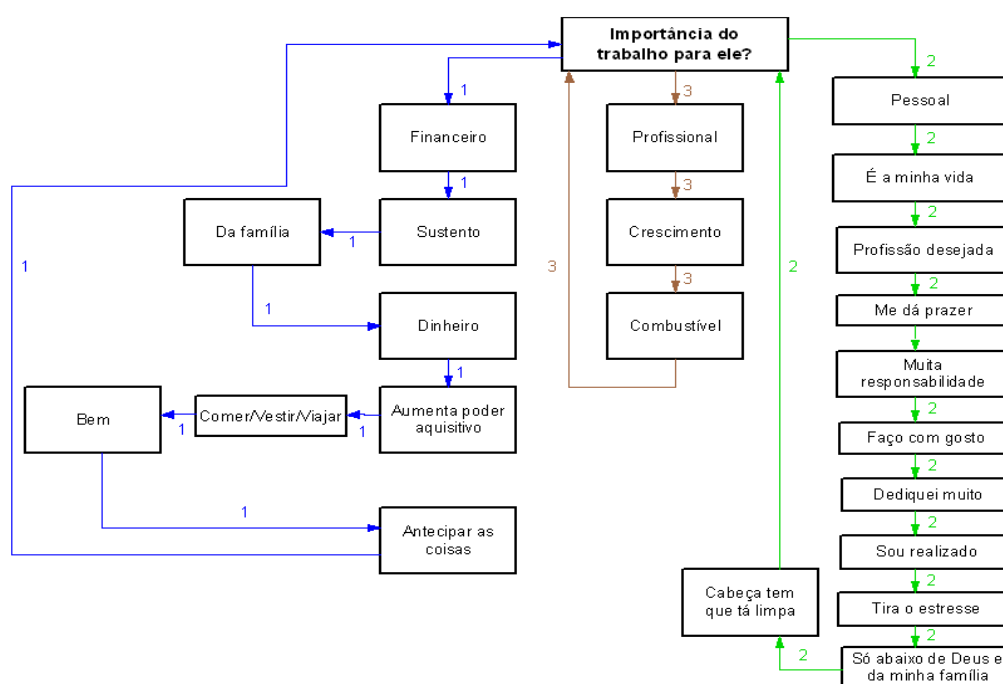 Importância do
trabalho para ele?
1
3
2
Financeiro
Profissional
Pessoal
1
3
2
Da família
1
Sustento
Crescimento
É a minha vida
2
1
1
3
3
2
Profissão desejada
2
Dinheiro
Combustível
Me dá prazer
1
Muita
responsabilidade
2
Bem
1
Comer/Vestir/Viajar
1
Aumenta poder
aquisitivo
Faço com gosto
2
Dediquei muito
1
2
Antecipar as
coisas
Sou realizado
2
Cabeça tem
que tá limpa
Tira o estresse
2
2
Só abaixo de Deus e
da minha família